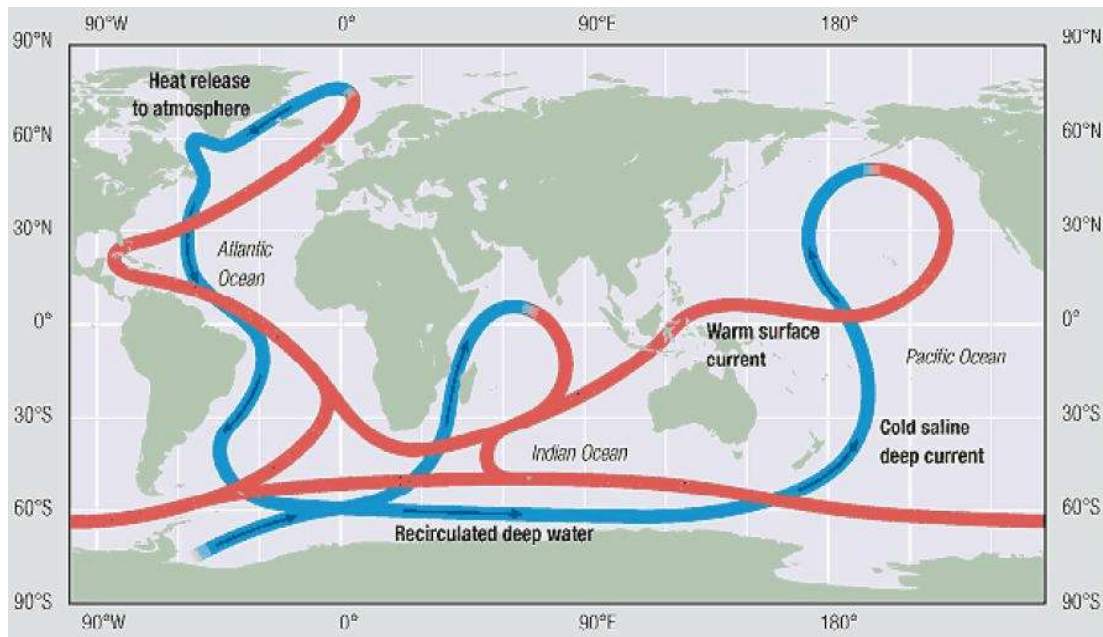 90°W 0° 90°E 180°
90°N 90°N
Heat release
to atmosphere
60°N 60°N
30°N 30°N
Atlantic
Ocean
0° 0°
Warm surface
current
Pacific Ocean
30°S 30°S
Cold saline
deep current
Indian Ocean
60°S 60°S
Recirculated deep water
90°S 90°S
90°W 0° 90°E 180°